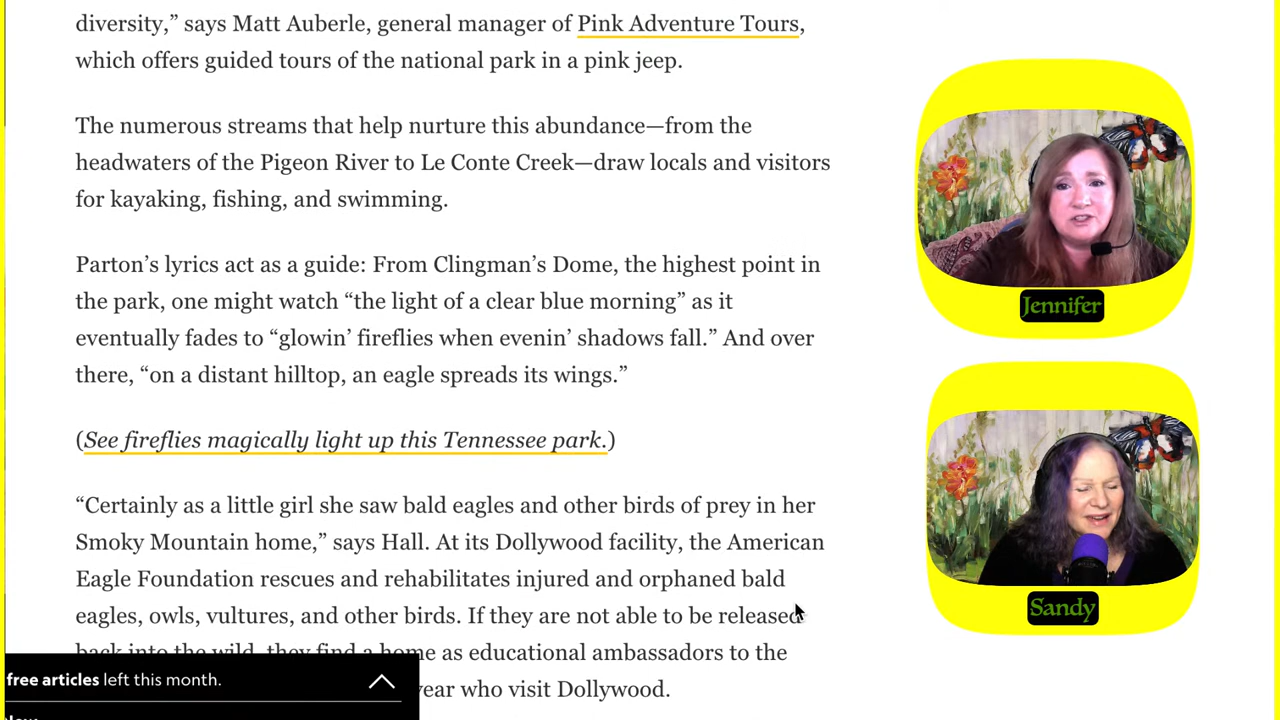 diversity,” says Matt Auberle, general manager of Pink Adventure Tours,
which offers guided tours of the national park in a pink jeep.
The numerous streams that help nurture this abundance—from the
headwaters of the Pigeon River to Le Conte Creek—draw locals and visitors
for kayaking, fishing, and swimming.
Parton’s lyrics act as a guide: From Clingman’s Dome, the highest point in
the park, one might watch “the light of a clear blue morning” as it
eventually fades to “glowin’ fireflies when evenin’ shadows fall.” And over
there, “on a distant hilltop, an eagle spreads its wings.”
(See fireflies magically light up this Tennessee park.)
“Certainly as a little girl she saw bald eagles and other birds of prey in her
Smoky Mountain home,” says Hall. At its Dollywood facility, the American
Eagle Foundation rescues and rehabilitates injured and orphaned bald
eagles, owls, vultures, and other birds. If they are not able to be released
back into the wild, they find a home as educational ambassadors to the
year who visit Dollywood.
free articles left this month.
Jennifer
Sandy